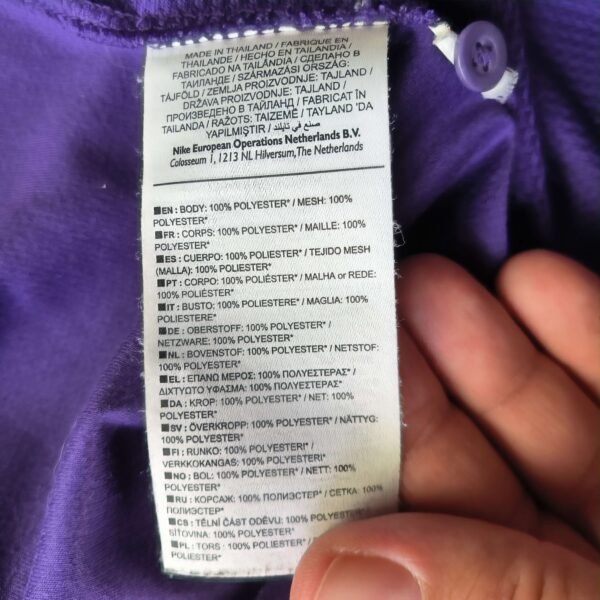 MADE IN THAILAND / FABRIQUE EN
THAILANDE / HECHO EN TAILANDIA /
FABRICADO NA TAILÂNDIA / СДЕЛАНО В
ТАИЛАНДЕ / SZÁRMAZÁSI ORSZÁG:
TÁJFÖLD / ZEMLJA PROIZVODNJE: TAJLAND /
DRŽAVA PROIZVODNJE: TAJLAND /
ПРОИЗВЕДЕНО В ТАЙЛАНД / FABRICAT ÎN
TAILANDA / RAŽOTS: TAIZEMĒ / TAYLAND 'DA
YAPILMIŞTIR / صنع في تايلند
Nike European Operations Netherlands B.V.
Colosseum 1, 1213 NL Hilversum, The Netherlands
EN : BODY: 100% POLYESTER* / MESH: 100%
POLYESTER*
FR : CORPS: 100% POLYESTER* / MAILLE: 100%
POLYESTER*
ES : CUERPO: 100% POLIESTER* / TEJIDO MESH
(MALLA): 100% POLIESTER*
PT : CORPO: 100% POLIÉSTER* / MALHA or REDE:
100% POLIÉSTER*
IT : BUSTO: 100% POLIESTERE* / MAGLIA: 100%
POLIESTERE*
DE : OBERSTOFF: 100% POLYESTER* /
NETZWARE: 100% POLYESTER*
NL : BOVENSTOF: 100% POLYESTER* / NETSTOF:
100% POLYESTER*
EL : ΕΠΑΝΩ ΜΕΡΟΣ: 100% ΠΟΛΥΕΣΤΕΡΑΣ* /
ΔΙΧΤΥΩΤΟ ΥΦΑΣΜΑ: 100% ΠΟΛΥΕΣΤΕΡΑΣ*
DA : KROP: 100% POLYESTER* / NET: 100%
POLYESTER*
SV : ÖVERKROPP: 100% POLYESTER* / NÄTTYG:
100% POLYESTER*
FI : RUNKO: 100% POLYESTERI* /
VERKKOKANGAS: 100% POLYESTERI*
NO : BOL: 100% POLYESTER* / NETT: 100%
POLYESTER*
RU : КОРСАЖ: 100% ПОЛИЭСТЕР* / СЕТКА: 100%
ПОЛИЭСТЕР*
CS : TĚLNÍ ČÁST ODĚVU: 100% POLYESTER*
SÍŤOVINA: 100% POLYESTER*
PL : TORS : 100% POLIESTER* /
POLIESTER*